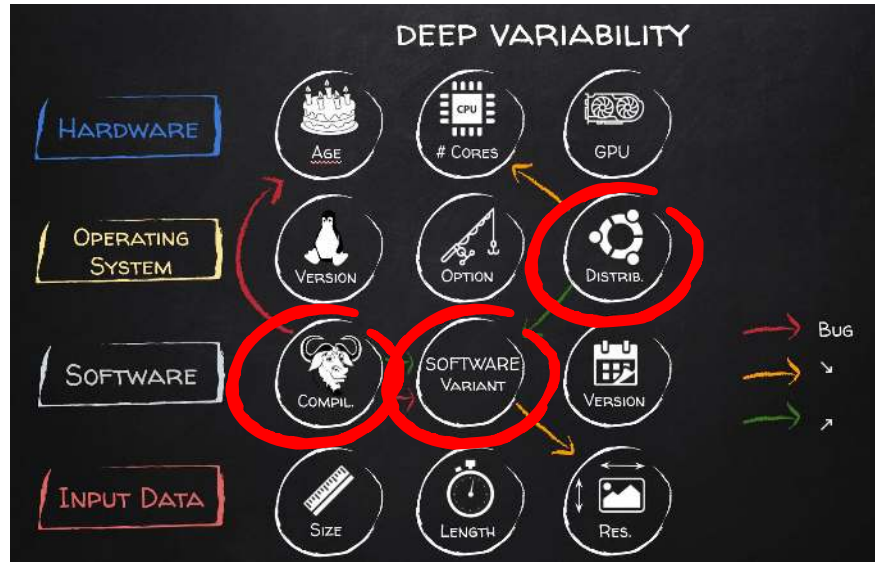 DEEP VARIABILITY
HARDWARE
AGE
CPU
# CORES
GPU
OPERATING
SYSTEM
VERSION
OPTION
DISTRIB.
SOFTWARE
COMPIL.
SOFTWARE
VARIANT
VERSION
BUG
↘
↗
INPUT DATA
SIZE
LENGTH
RES.